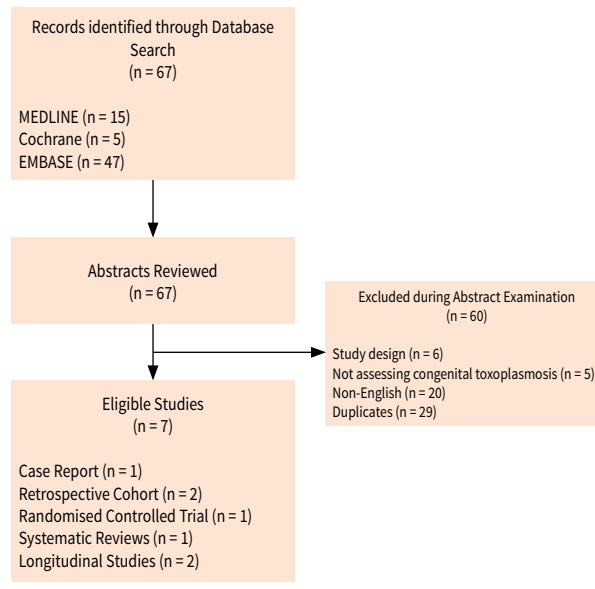 Records identified through Database
Search
(n = 67)
MEDLINE (n = 15)
Cochrane (n = 5)
EMBASE (n = 47)
Abstracts Reviewed
(n = 67)
Excluded during Abstract Examination
(n = 60)
Study design (n = 6)
Not assessing congenital toxoplasmosis (n = 5)
Non-English (n = 20)
Duplicates (n = 29)
Eligible Studies
(n = 7)
Case Report (n = 1)
Retrospective Cohort (n = 2)
Randomised Controlled Trial (n = 1)
Systematic Reviews (n = 1)
Longitudinal Studies (n = 2)